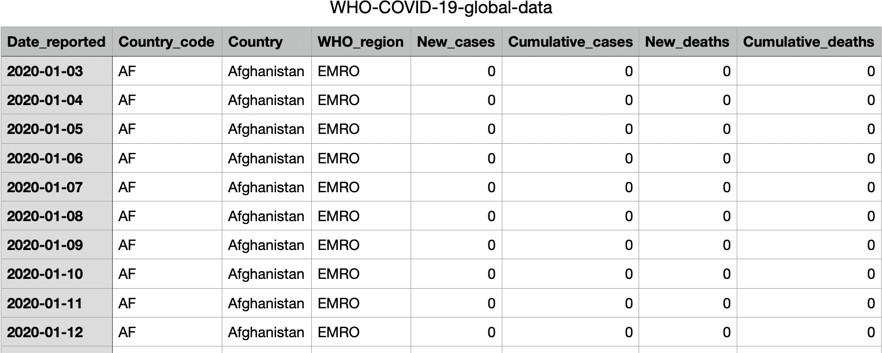 WHO-COVID-19-global-data
Date_reported Country_code Country WHO_region New_cases Cumulative_cases New_deaths Cumulative_deaths
2020-01-03 AF Afghanistan EMRO 0 0 0 0
2020-01-04 AF Afghanistan EMRO 0 0 0 0
2020-01-05 AF Afghanistan EMRO 0 0 0 0
2020-01-06 AF Afghanistan EMRO 0 0 0 0
2020-01-07 AF Afghanistan EMRO 0 0 0 0
2020-01-08 AF Afghanistan EMRO 0 0 0 0
2020-01-09 AF Afghanistan EMRO 0 0 0 0
2020-01-10 AF Afghanistan EMRO 0 0 0 0
2020-01-11 AF Afghanistan EMRO 0 0 0 0
2020-01-12 AF Afghanistan EMRO 0 0 0 0